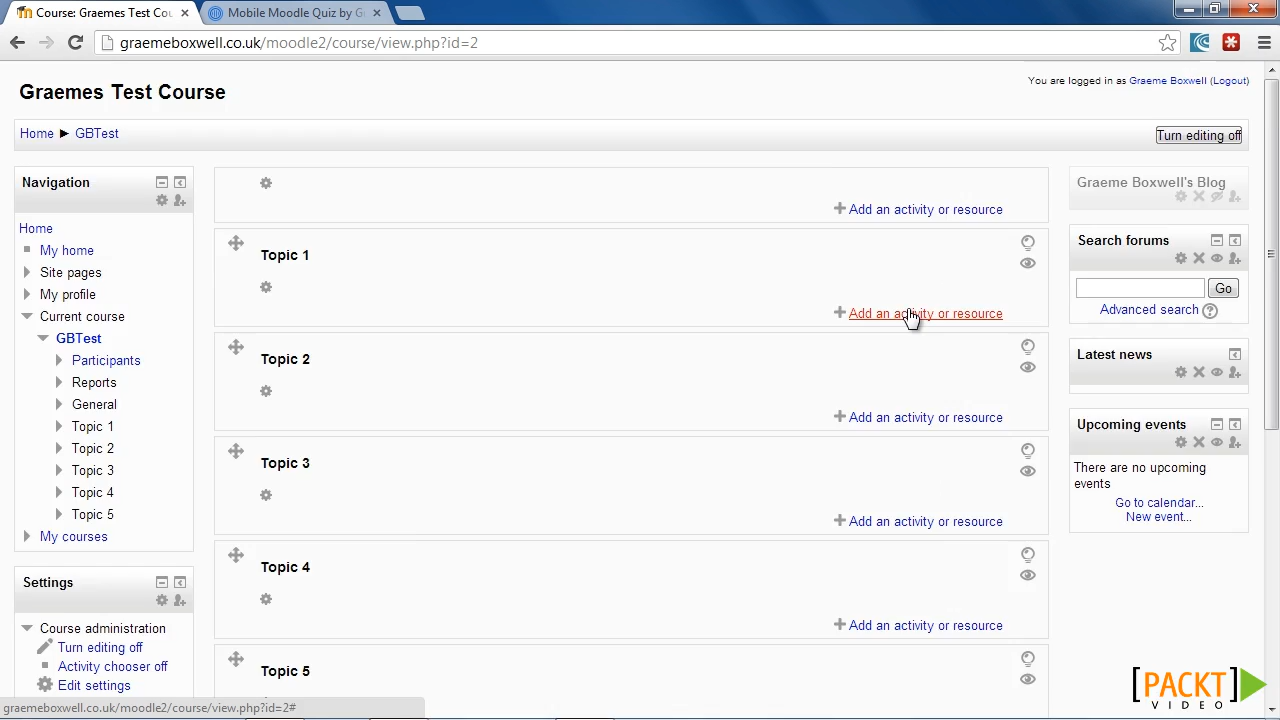 Course: Graemes Test Co
Mobile Moodle Quiz by G
graemeboxwell.co.uk/moodle2/course/view.php?id=2
You are logged in as Graeme Boxwell (Logout)
Graemes Test Course
Home ► GBTest
Turn editing off
Navigation
Home
My home
Site pages
My profile
Current course
GBTest
Participants
Reports
General
Topic 1
Topic 2
Topic 3
Topic 4
Topic 5
My courses
Settings
Course administration
Turn editing off
Activity chooser off
Edit settings
Add an activity or resource
Topic 1
Add an activity or resource
Topic 2
Add an activity or resource
Topic 3
Add an activity or resource
Topic 4
Add an activity or resource
Topic 5
Graeme Boxwell's Blog
Search forums
Go
Advanced search
Latest news
Upcoming events
There are no upcoming
events
Go to calendar...
New event...
graemeboxwell.co.uk/moodle2/course/view.php?id=2#
[PACKT]
VIDEO